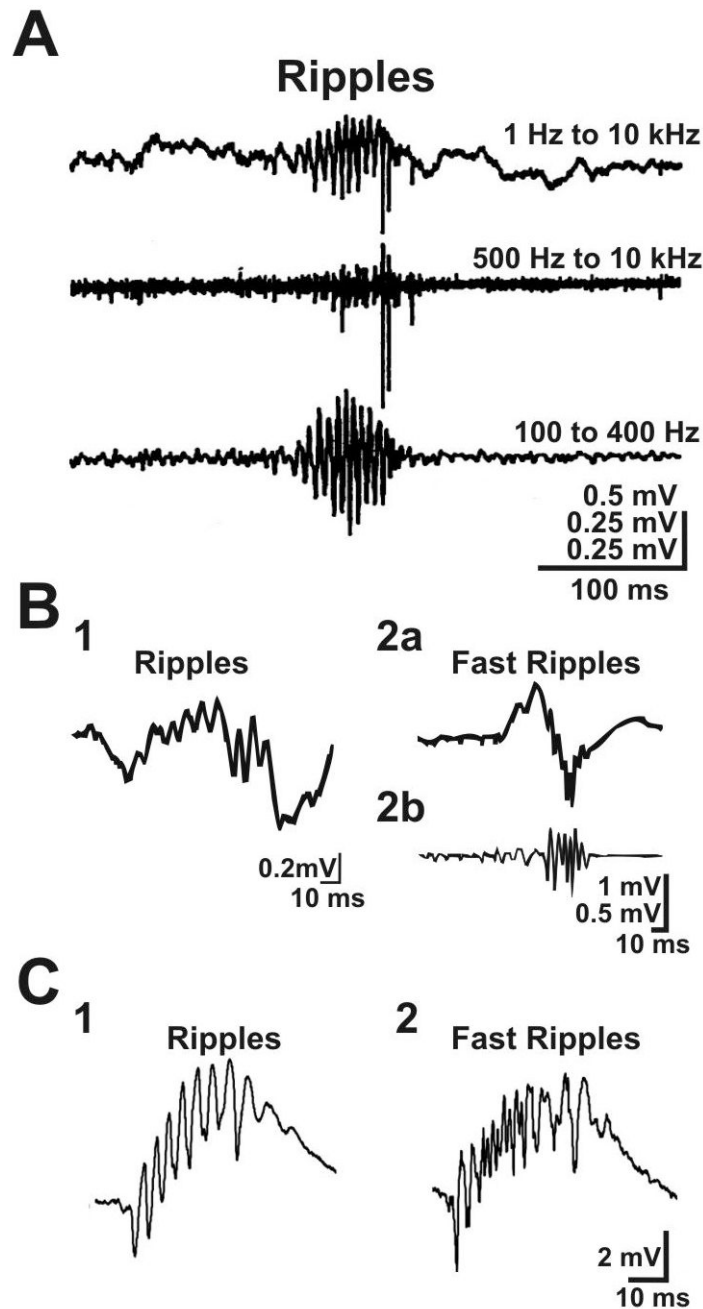 A
Ripples
1 Hz to 10 kHz
500 Hz to 10 kHz
100 to 400 Hz
0.5 mV
0.25 mV
0.25 mV
100 ms
B
1
Ripples
0.2mV
10 ms
2a
Fast Ripples
2b
1 mV
0.5 mV
10 ms
C
1
Ripples
2
Fast Ripples
2 mV
10 ms